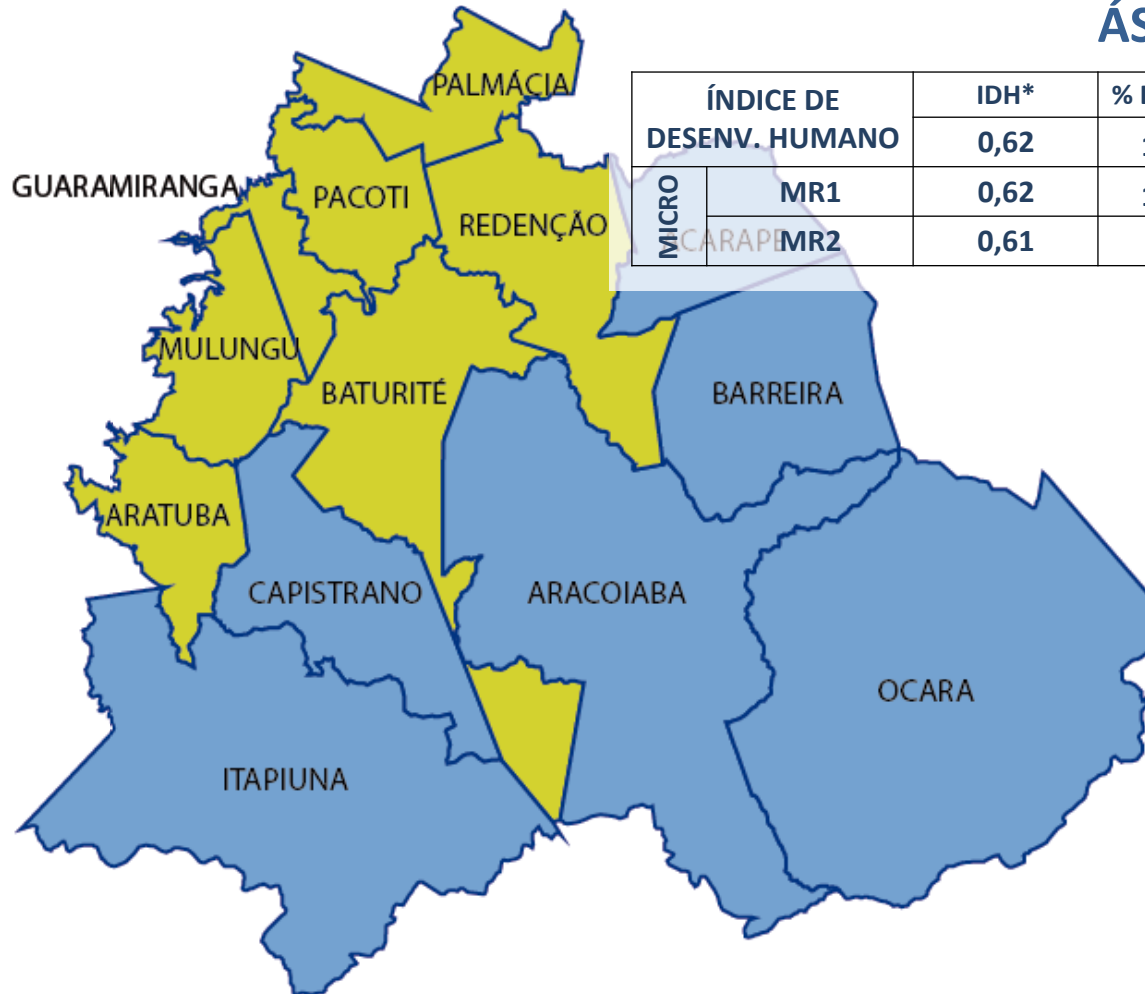 ÁS
PALMÁCIA
ÍNDICE DE
DESENV. HUMANO
IDH*
%
0,62
MICRO
MR1
0,62
MR2
0,61
GUARAMIRANGA
PACOTI
REDENÇÃO
ACARAPE
MULUNGU
BATURITÉ
BARREIRA
ARATUBA
CAPISTRANO
ARACOIABA
OCARA
ITAPIUNA